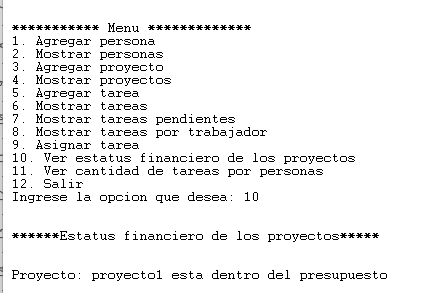 *********** Menu *************
1. Agregar persona
2. Mostrar personas
3. Agregar proyecto
4. Mostrar proyectos
5. Agregar tarea
6. Mostrar tareas
7. Mostrar tareas pendientes
8. Mostrar tareas por trabajador
9. Asignar tarea
10. Ver estatus financiero de los proyectos
11. Ver cantidad de tareas por personas
12. Salir
Ingrese la opcion que desea: 10
******Estatus financiero de los proyectos*****
Proyecto: proyecto1 esta dentro del presupuesto